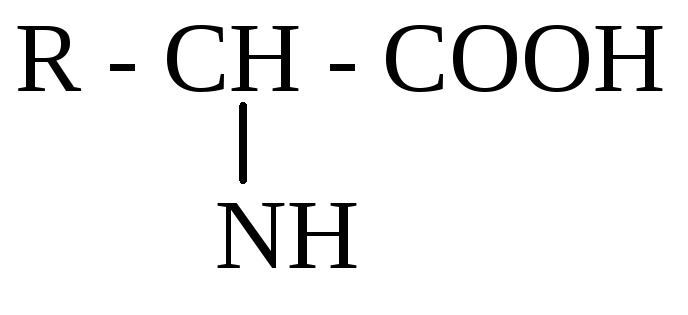 R - CH - COOH
NH